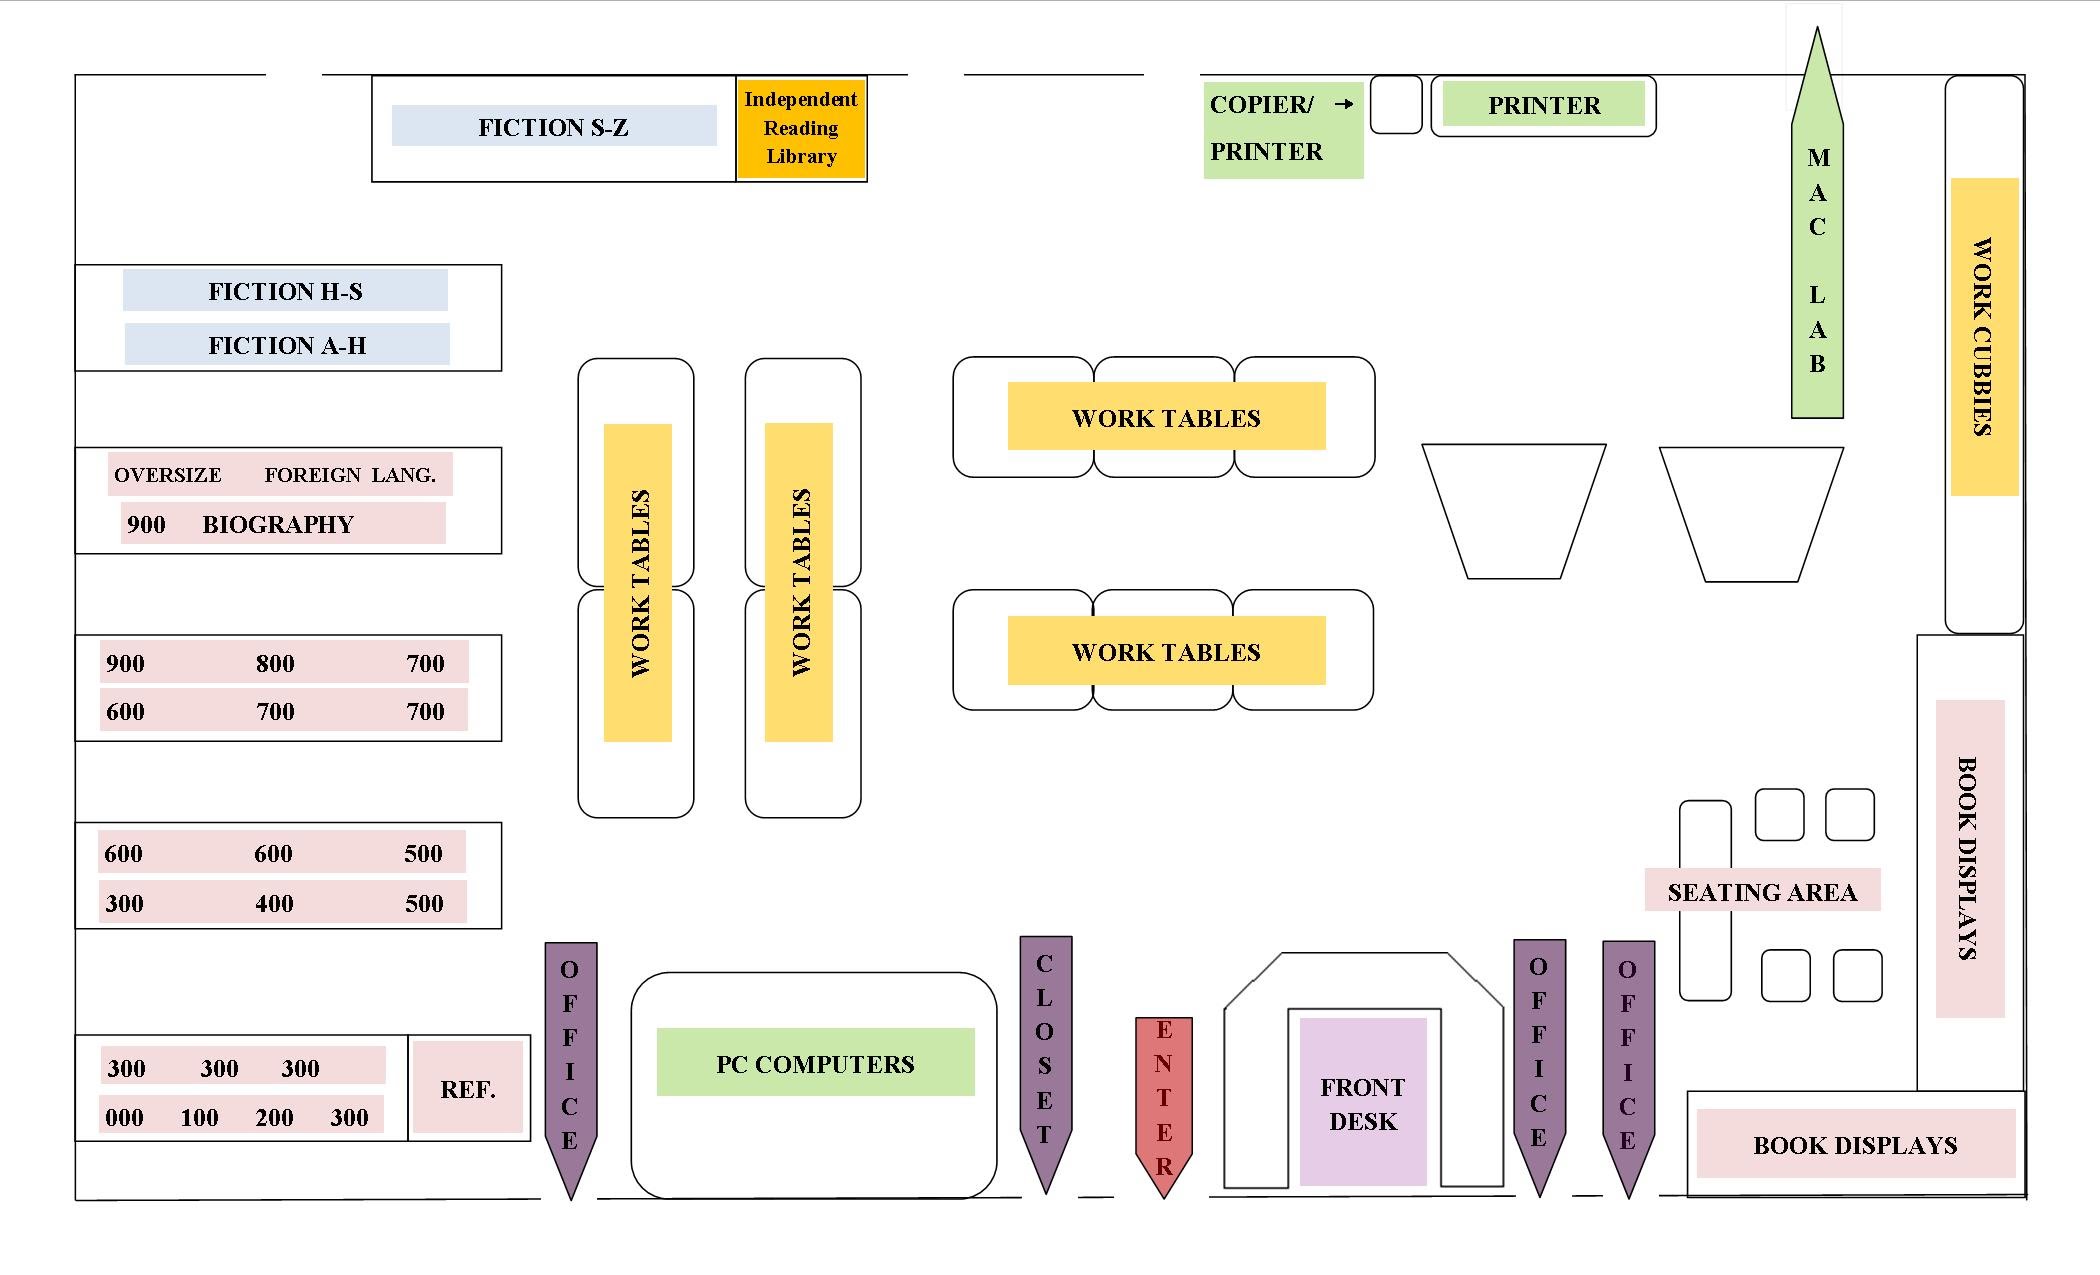 FICTION S-Z
Independent
Reading
Library
COPIER/ →
PRINTER
PRINTER
MAC LAB
WORK CUBBIES
FICTION H-S
FICTION A-H
OVERSIZE FOREIGN LANG.
900 BIOGRAPHY
WORK TABLES
WORK TABLES
WORK TABLES
WORK TABLES
900 800 700
600 700 700
600 600 500
300 400 500
BOOK DISPLAYS
SEATING AREA
300 300 300
000 100 200 300
REF.
OFFICE
PC COMPUTERS
CLOSET
ENTER
FRONT
DESK
OFFICE
OFFICE
BOOK DISPLAYS